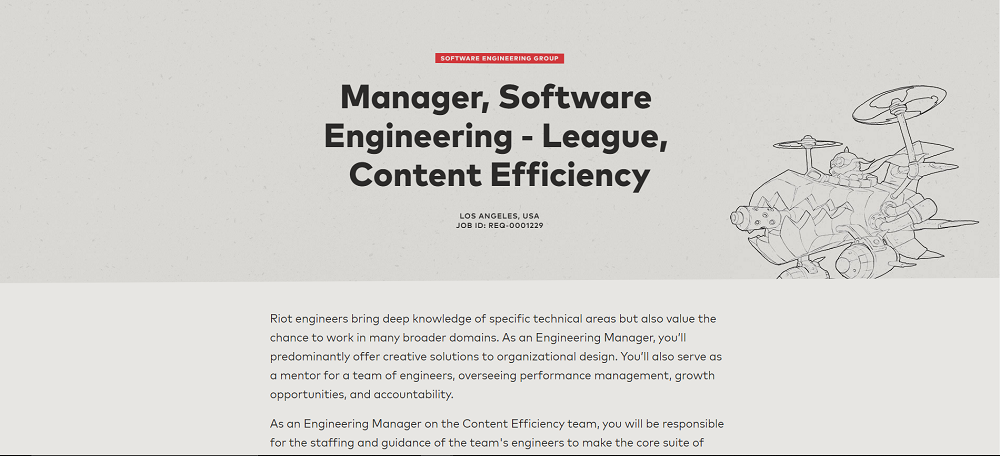 SOFTWARE ENGINEERING GROUP
Manager, Software
Engineering - League,
Content Efficiency
LOS ANGELES, USA
JOB ID: REQ-0001229
Riot engineers bring deep knowledge of specific technical areas but also value the
chance to work in many broader domains. As an Engineering Manager, you’ll
predominantly offer creative solutions to organizational design. You’ll also serve as
a mentor for a team of engineers, overseeing performance management, growth
opportunities, and accountability.
As an Engineering Manager on the Content Efficiency team, you will be responsible
for the staffing and guidance of the team's engineers to make the core suite of